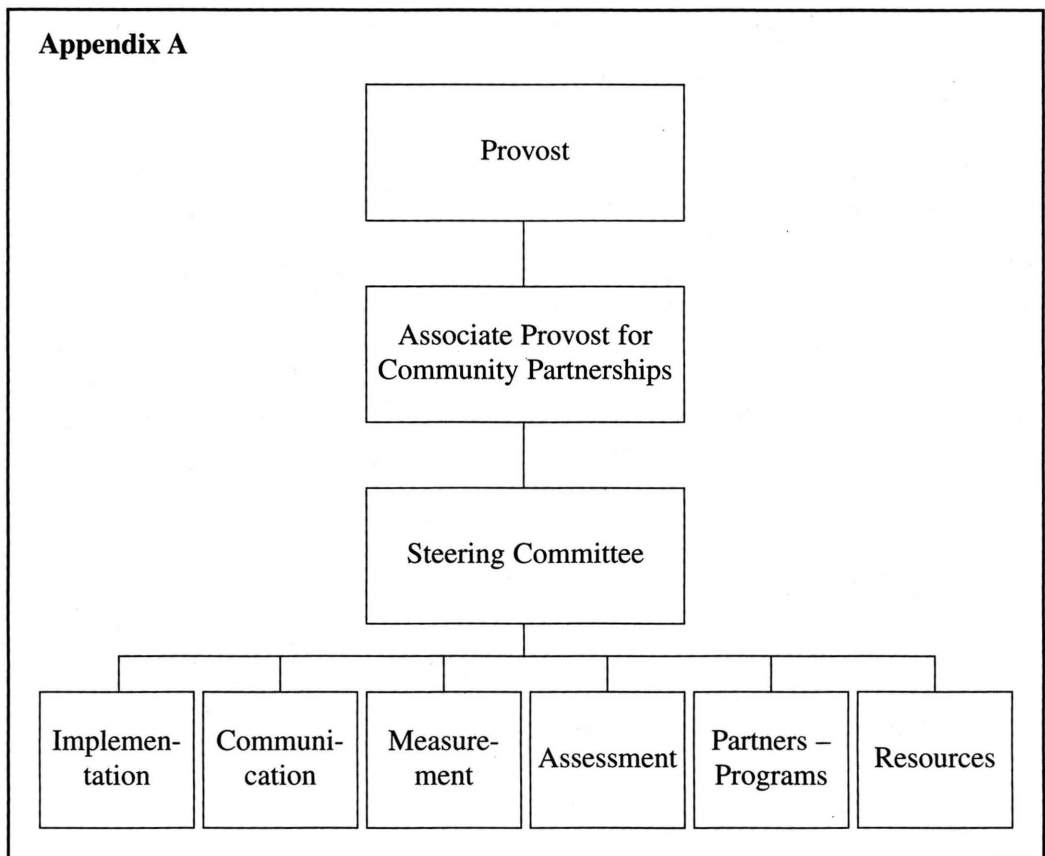 Appendix A
Provost
Associate Provost for
Community Partnerships
Steering Committee
Implemen-
tation
Communi-
cation
Measure-
ment
Assessment
Partners –
Programs
Resources